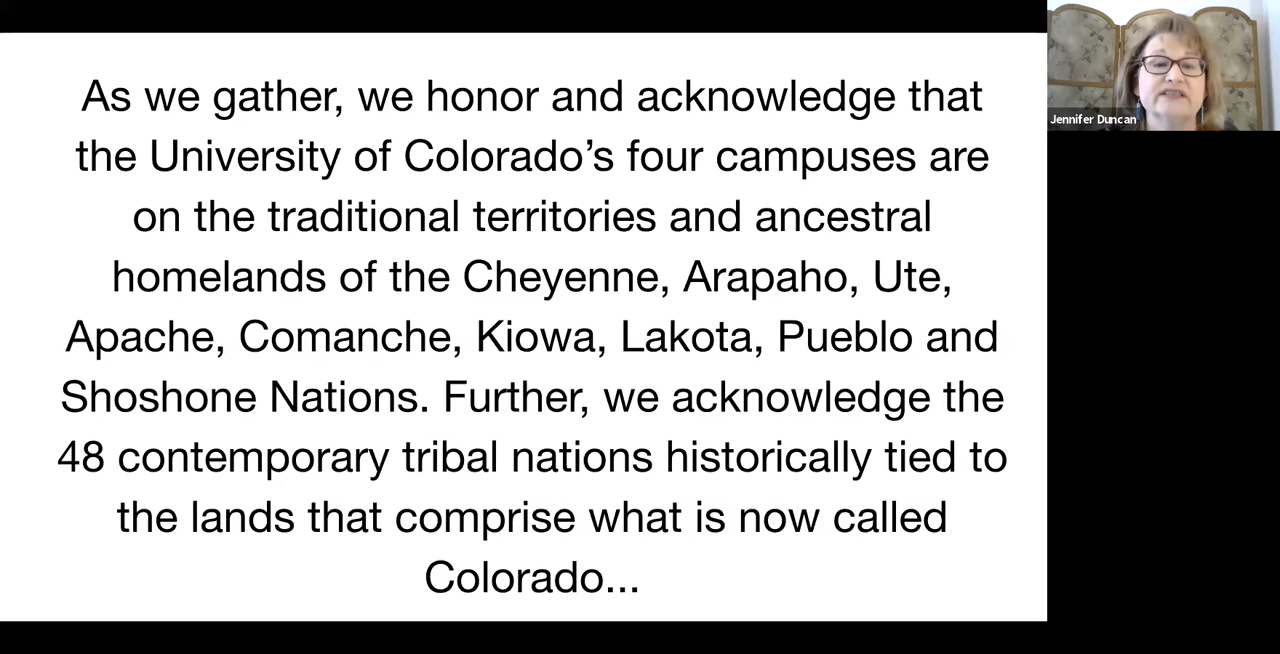 As we gather, we honor and acknowledge that
the University of Colorado’s four campuses are
on the traditional territories and ancestral
homelands of the Cheyenne, Arapaho, Ute,
Apache, Comanche, Kiowa, Lakota, Pueblo and
Shoshone Nations. Further, we acknowledge the
48 contemporary tribal nations historically tied to
the lands that comprise what is now called
Colorado...
Jennifer Duncan